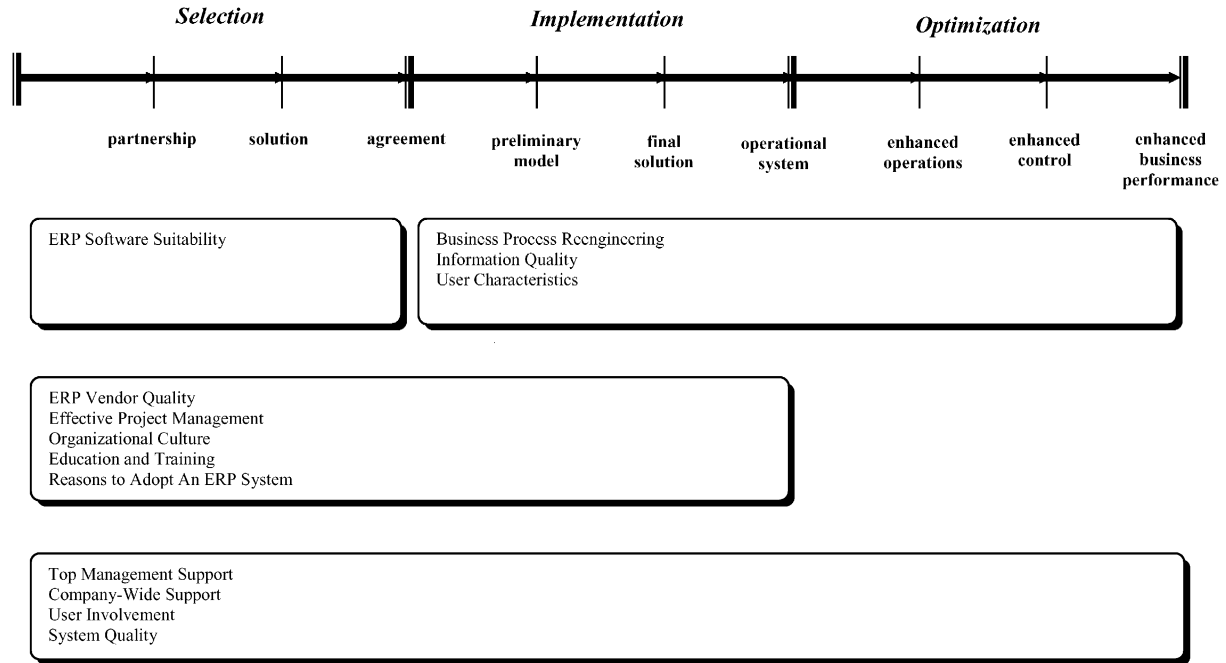 Selection
Implementation
Optimization
partnership
solution
agreement
preliminary
model
final
solution
operational
system
enhanced
operations
enhanced
control
enhanced
business
performance
ERP Software Suitability
Business Process Reengineering
Information Quality
User Characteristics
ERP Vendor Quality
Effective Project Management
Organizational Culture
Education and Training
Reasons to Adopt An ERP System
Top Management Support
Company-Wide Support
User Involvement
System Quality